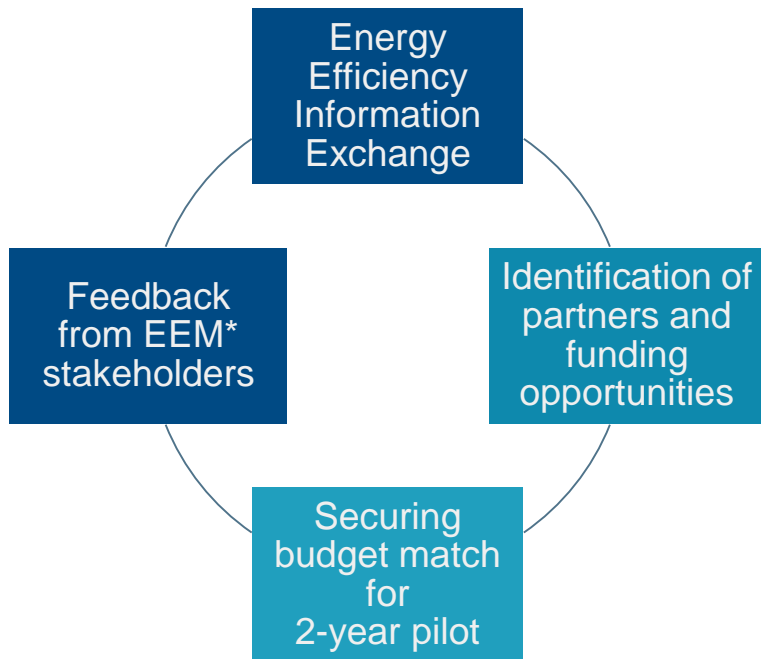 Energy
Efficiency
Information
Exchange
Identification of
partners and
funding
opportunities
Securing
budget match
for
2-year pilot
Feedback
from EEM*
stakeholders